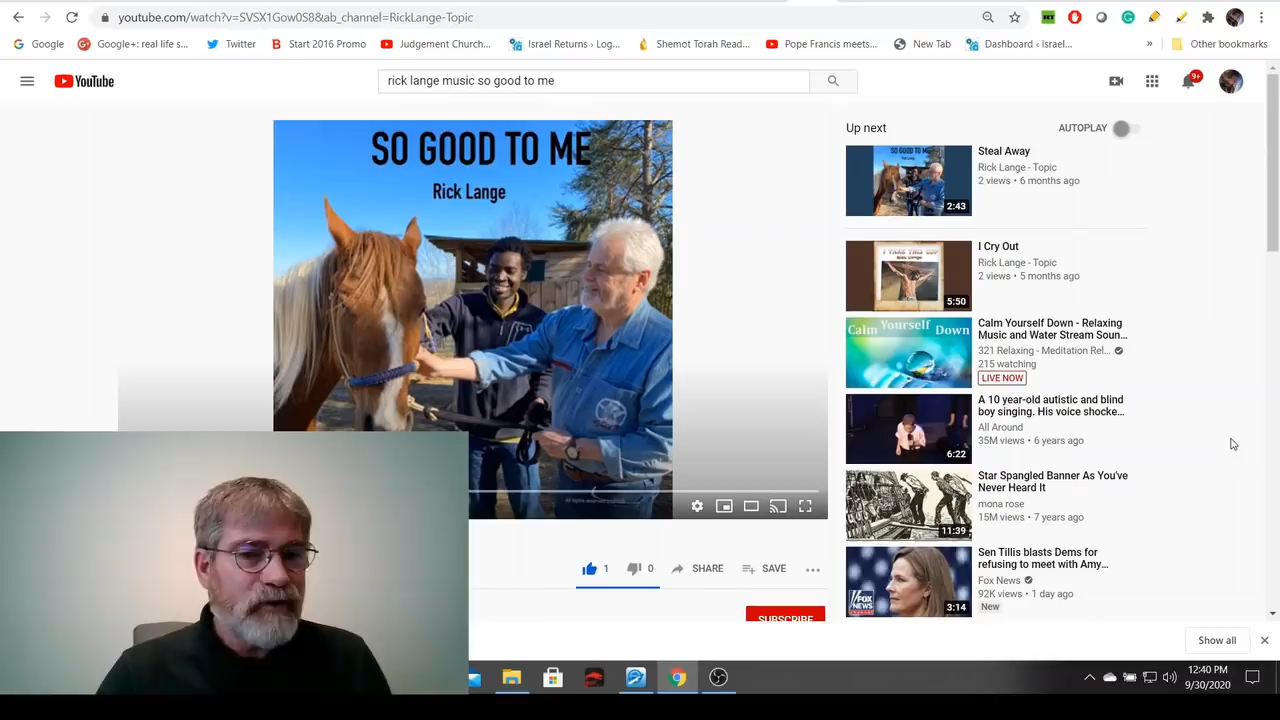 youtube.com/watch?v=SVSX1Gow0S8&ab_channel=RickLange-Topic
Google
Google+: real life s...
Twitter
Start 2016 Promo
Judgement Church...
Israel Returns › Log...
Shemot Torah Read...
Pope Francis meets...
New Tab
Dashboard ‹ Israel...
»
Other bookmarks
YouTube
rick lange music so good to me
9+
SO GOOD TO ME
Rick Lange
Up next
AUTOPLAY
Steal Away
Rick Lange - Topic
2 views • 6 months ago
2:43
I Cry Out
Rick Lange - Topic
2 views • 5 months ago
5:50
Calm Yourself Down
Calm Yourself Down - Relaxing
Music and Water Stream Soun...
321 Relaxing - Meditation Rel...
215 watching
LIVE NOW
A 10 year-old autistic and blind
boy singing. His voice shocke...
All Around
35M views • 6 years ago
6:22
Star Spangled Banner As You've
Never Heard It
mona rose
15M views • 7 years ago
11:39
Sen Tillis blasts Dems for
refusing to meet with Amy...
Fox News
92K views • 1 day ago
New
FOX
NEWS
3:14
1
0
SHARE
SAVE
SUBSCRIBE
Show all
12:40 PM
9/30/2020